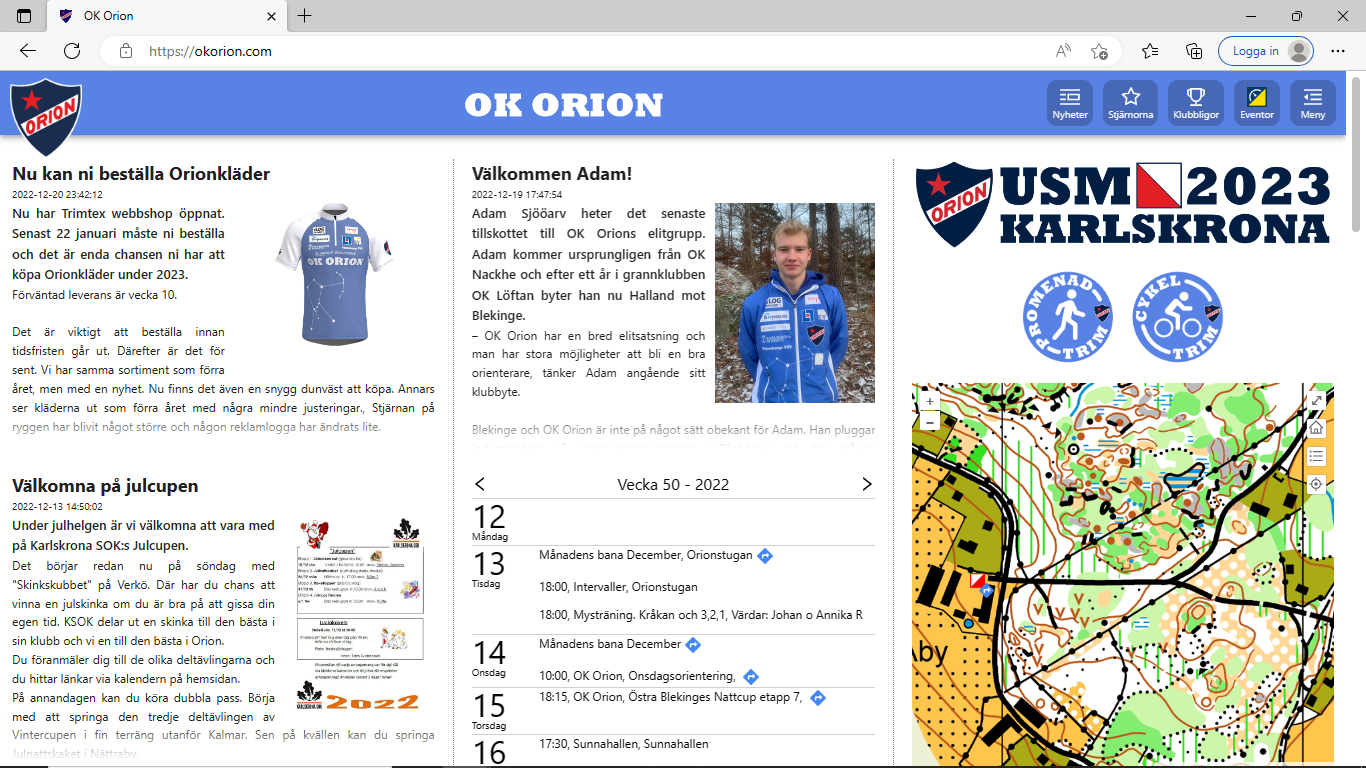 OK Orion
https://okorion.com
Logga in
ORION
OK ORION
Nyheter
Stjärnorna
Klubbligor
Eventor
Meny
Nu kan ni beställa Orionkläder
2022-12-20 23:42:12
Nu har Trimtex webbshop öppnat.
Senast 22 januari måste ni beställa
och det är enda chansen ni har att
köpa Orionkläder under 2023.
Förväntad leverans är vecka 10.
Det är viktigt att beställa innan
tidsfristen går ut. Därefter är det för
sent. Vi har samma sortiment som förra
året, men med en nyhet. Nu finns det även en snygg dunväst att köpa. Annars
ser kläderna ut som förra året med några mindre justeringar., Stjärnan på
ryggen har blivit något större och någon reklamlogga har ändrats lite.
OK ORION
Välkomna på julcupen
2022-12-13 14:50:02
Under julhelgen är vi välkomna att vara med
på Karlskrona SOK:s Julcupen.
Det börjar redan nu på söndag med
"Skinkskubbet" på Verkö. Där har du chans att
vinna en julskinka om du är bra på att gissa din
egen tid. KSOK delar ut en skinka till den bästa i
sin klubb och vi en till den bästa i Orion.
Du föranmäler dig till de olika deltävlingarna och
du hittar länkar via kalendern på hemsidan.
På annandagen kan du köra dubbla pass. Börja
med att springa den tredje deltävlingen av
Vintercupen i fin terräng utanför Kalmar. Sen på kvällen kan du springa
Julnattskaket i Nättraby.
"Julcupen"
2022
Välkommen Adam!
2022-12-19 17:47:54
Adam Sjööarv heter det senaste
tillskottet till OK Orions elitgrupp.
Adam kommer ursprungligen från OK
Nackhe och efter ett år i grannklubben
OK Löftan byter han nu Halland mot
Blekinge.
– OK Orion har en bred elitsatsning och
man har stora möjligheter att bli en bra
orienterare, tänker Adam angående sitt
klubbyte.
Blekinge och OK Orion är inte på något sätt obekant för Adam. Han pluggar
Vecka 50 - 2022
12
Måndag
13
Tisdag
Månadens bana December, Orionstugan
18:00, Intervaller, Orionstugan
18:00, Mysträning. Kråkan och 3,2,1, Värdar: Johan o Annika R
14
Onsdag
Månadens bana December
10:00, OK Orion, Onsdagsorientering,
15
Torsdag
18:15, OK Orion, Östra Blekinges Nattcup etapp 7,
16
17:30, Sunnahallen, Sunnahallen
ORION
USM 2023
KARLSKRONA
PROMENAD
TRIM
CYKEL
TRIM
+
−
by